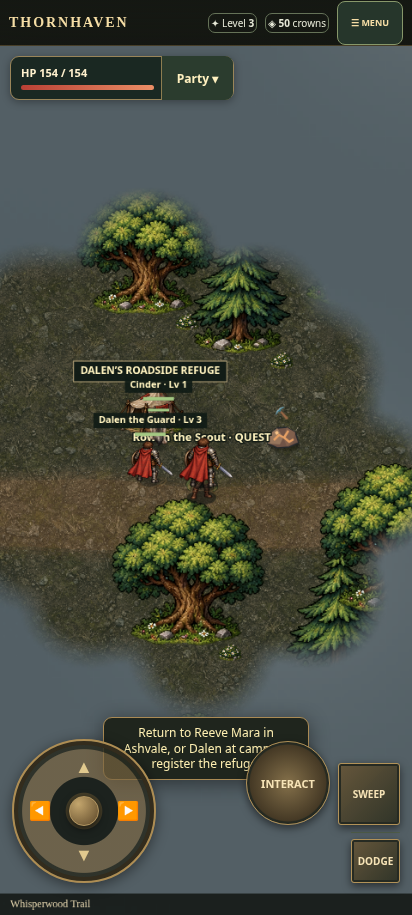 THORNHAVEN
✦ Level 3
◈ 50 crowns
☰ MENU
HP 154 / 154
Party ▾
DALEN'S ROADSIDE REFUGE
Cinder · Lv 1
Dalen the Guard · Lv 3
the Scout · QUEST
Return to Reeve Mara in
Ashvale, or Dalen at
register the
INTERACT
SWEEP
DODGE
Whisperwood Trail